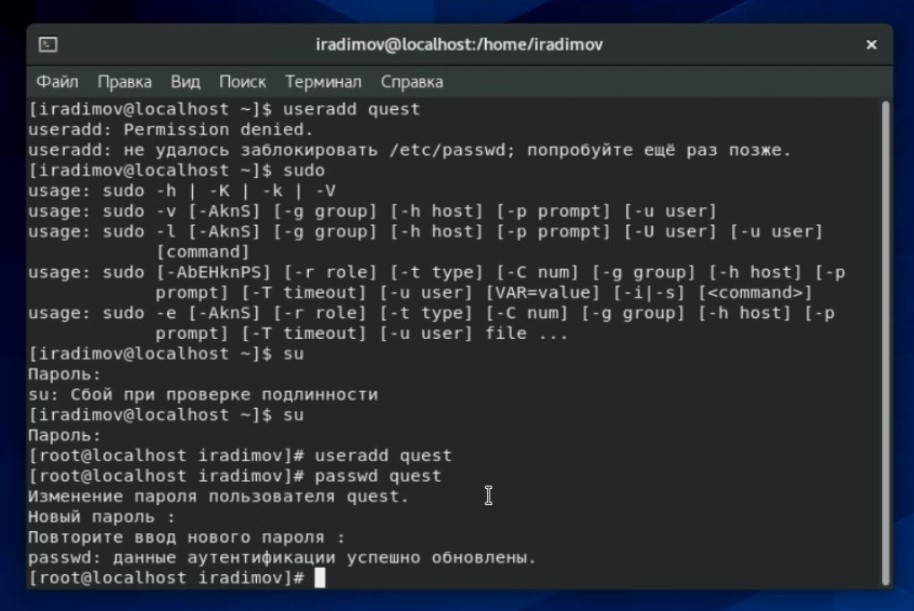 iradimov@localhost:/home/iradimov
Файл Правка Вид Поиск Терминал Справка
[iradimov@localhost ~]$ useradd quest
useradd: Permission denied.
useradd: не удалось заблокировать /etc/passwd; попробуйте ещё раз позже.
[iradimov@localhost ~]$ sudo
usage: sudo -h | -K | -k | -V
usage: sudo -v [-AknS] [-g group] [-h host] [-p prompt] [-u user]
usage: sudo -l [-AknS] [-g group] [-h host] [-p prompt] [-U user] [-u user]
[command]
usage: sudo [-AbEHknPS] [-r role] [-t type] [-C num] [-g group] [-h host] [-p
prompt] [-T timeout] [-u user] [VAR=value] [-i|-s] [<command>]
usage: sudo -e [-AknS] [-r role] [-t type] [-C num] [-g group] [-h host] [-p
prompt] [-T timeout] [-u user] file ...
[iradimov@localhost ~]$ su
Пароль:
su: Сбой при проверке подлинности
[iradimov@localhost ~]$ su
Пароль:
[root@localhost iradimov]# useradd quest
[root@localhost iradimov]# passwd quest
Изменение пароля пользователя quest.
Новый пароль :
Повторите ввод нового пароля :
passwd: данные аутентификации успешно обновлены.
[root@localhost iradimov]#